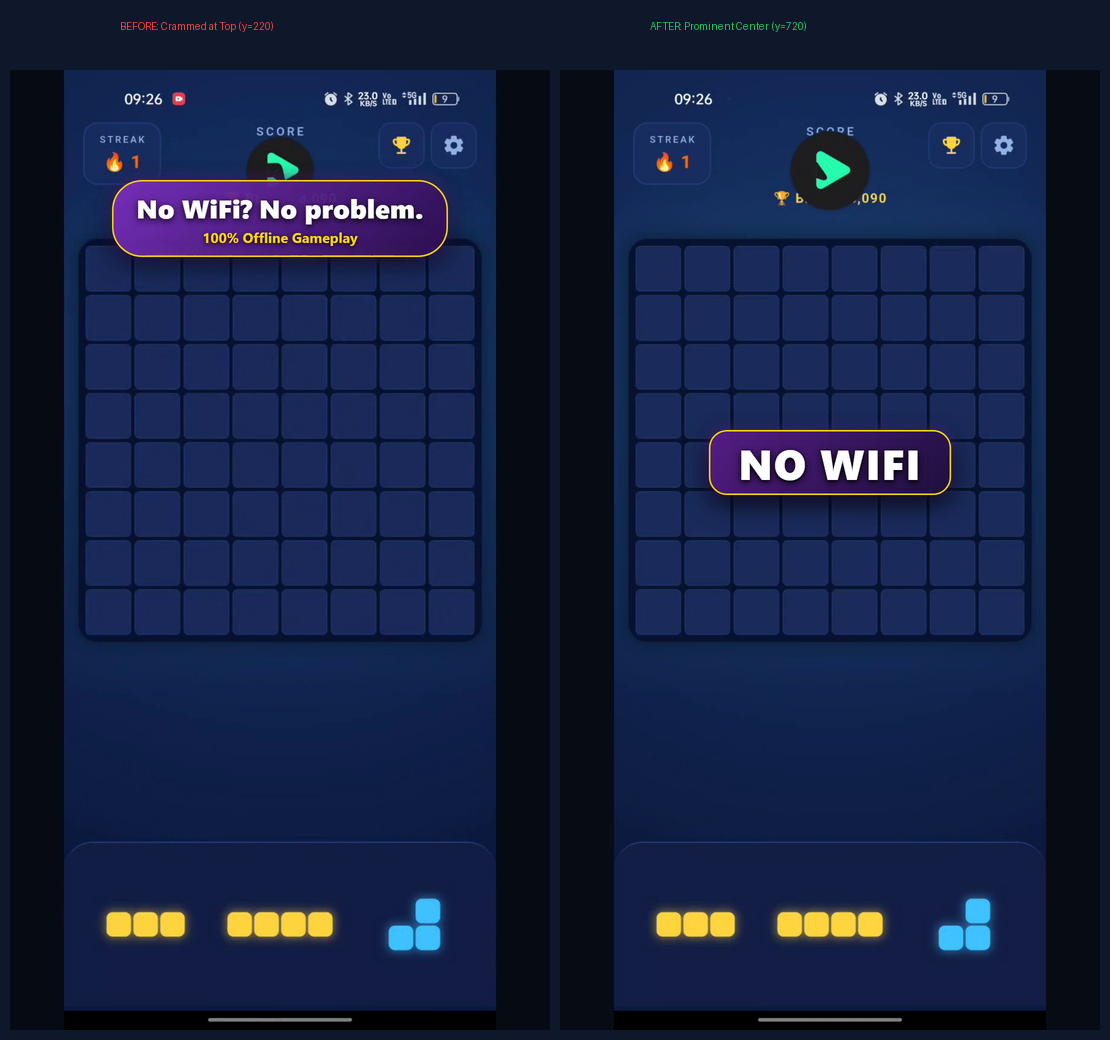 BEFORE: Crammed at Top (y=220)
09:26
23.0 KB/S
Vo LTE
5G
9
STREAK
🔥 1
SCORE
No WiFi? No problem.
100% Offline Gameplay
AFTER: Prominent Center (y=720)
09:26
23.0 KB/S
Vo LTE
5G
9
STREAK
🔥 1
SCORE
,090
NO WIFI